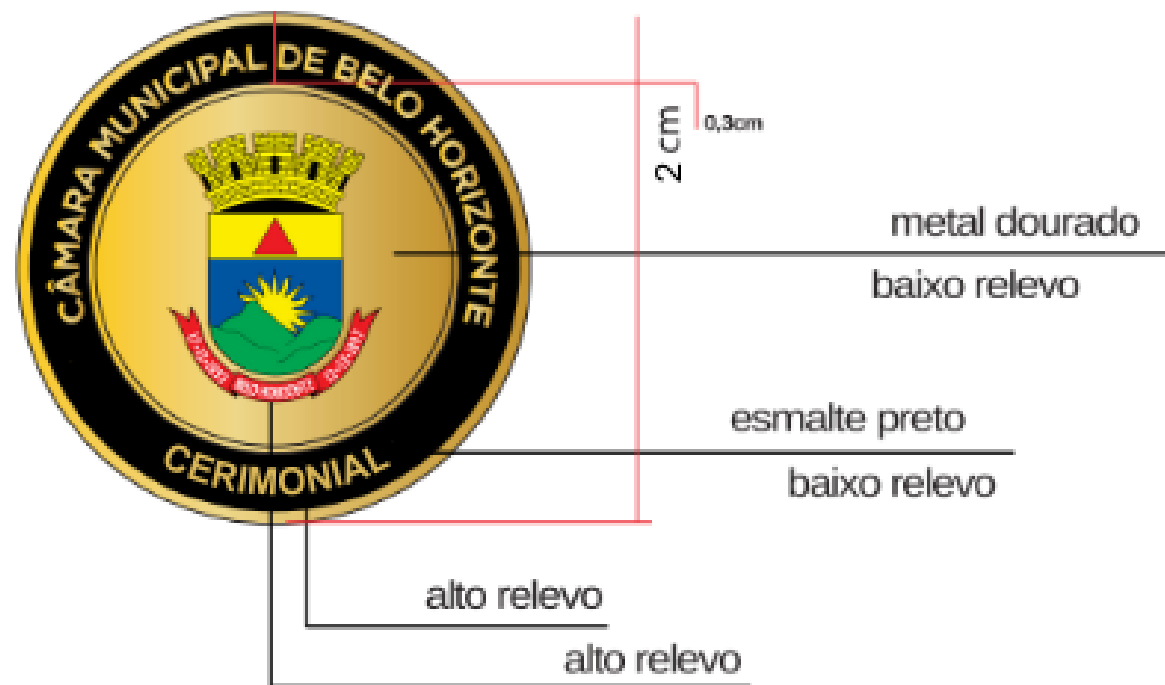 CÂMARA MUNICIPAL DE BELO HORIZONTE
CERIMONIAL
2 cm
0,3cm
metal dourado
baixo relevo
esmalte preto
baixo relevo
alto relevo
alto relevo